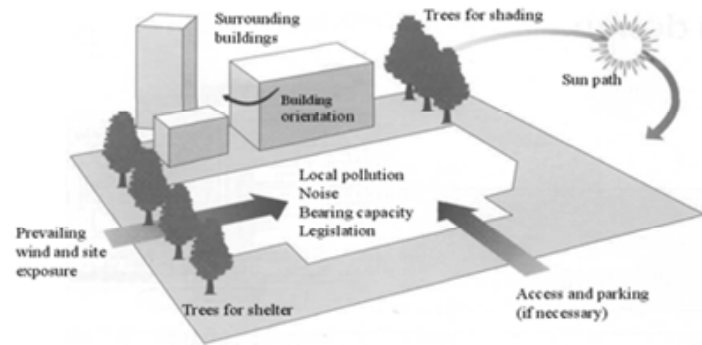 Surrounding
buildings
Trees for shading
Sun path
Building
orientation
Local pollution
Noise
Bearing capacity
Legislation
Prevailing
wind and site
exposure
Trees for shelter
Access and parking
(if necessary)